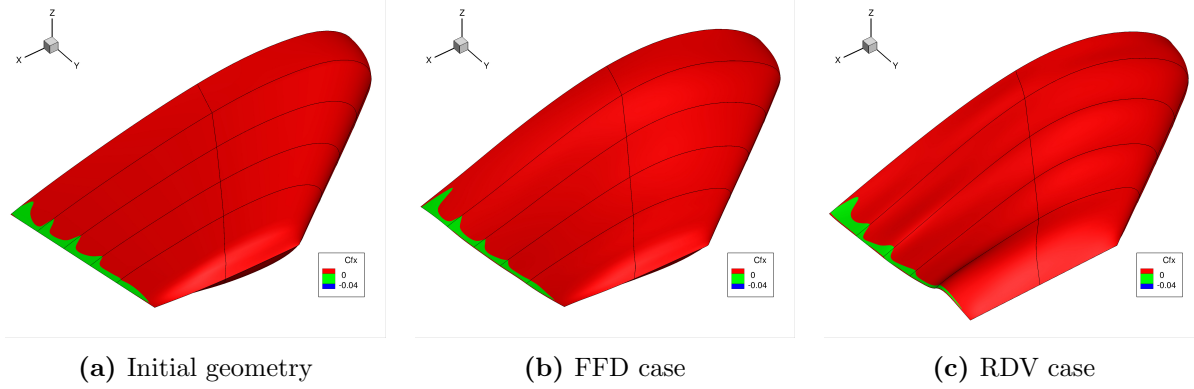 Z
X
Y
Cfx
0
-0.04
(a) Initial geometry
Z
X
Y
Cfx
0
-0.04
(b) FFD case
Z
X
Y
Cfx
0
-0.04
(c) RDV case